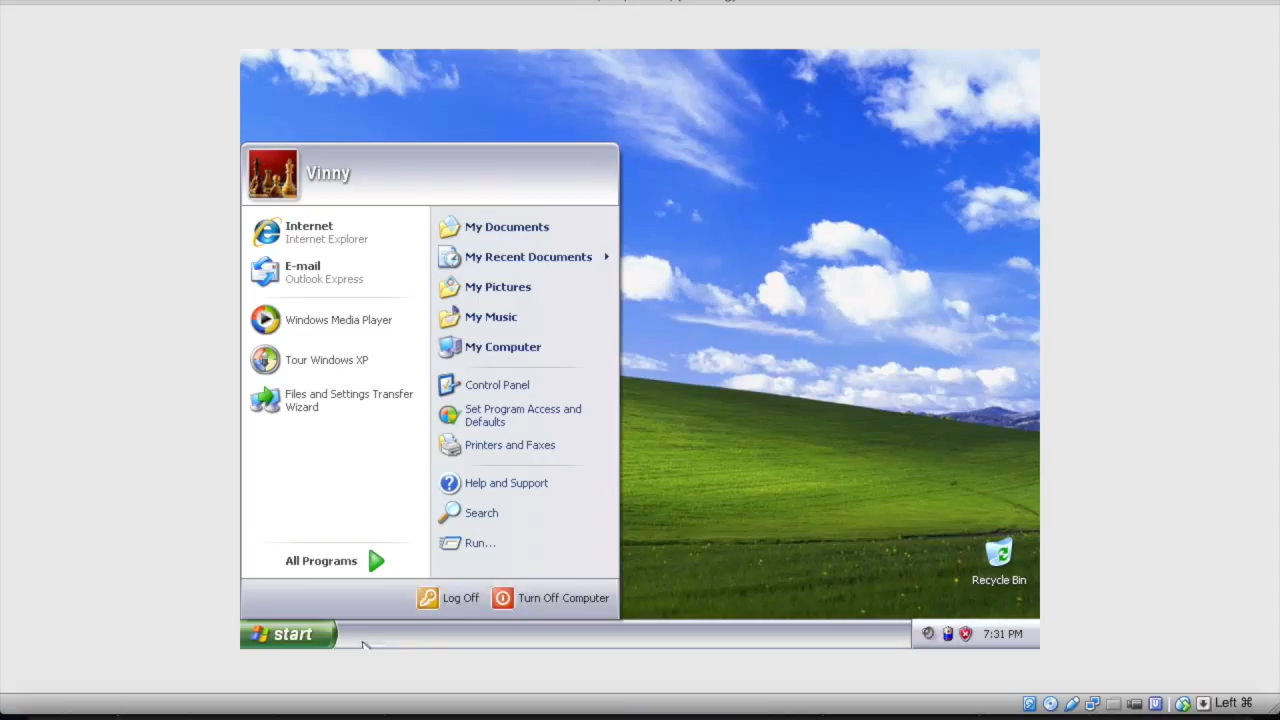 Vinny
Internet
Internet Explorer
E-mail
Outlook Express
Windows Media Player
Tour Windows XP
Files and Settings Transfer
Wizard
All Programs
My Documents
My Recent Documents
My Pictures
My Music
My Computer
Control Panel
Set Program Access and
Defaults
Printers and Faxes
Help and Support
Search
Run...
Log Off
Turn Off Computer
Recycle Bin
start
7:31 PM
Left ⌘